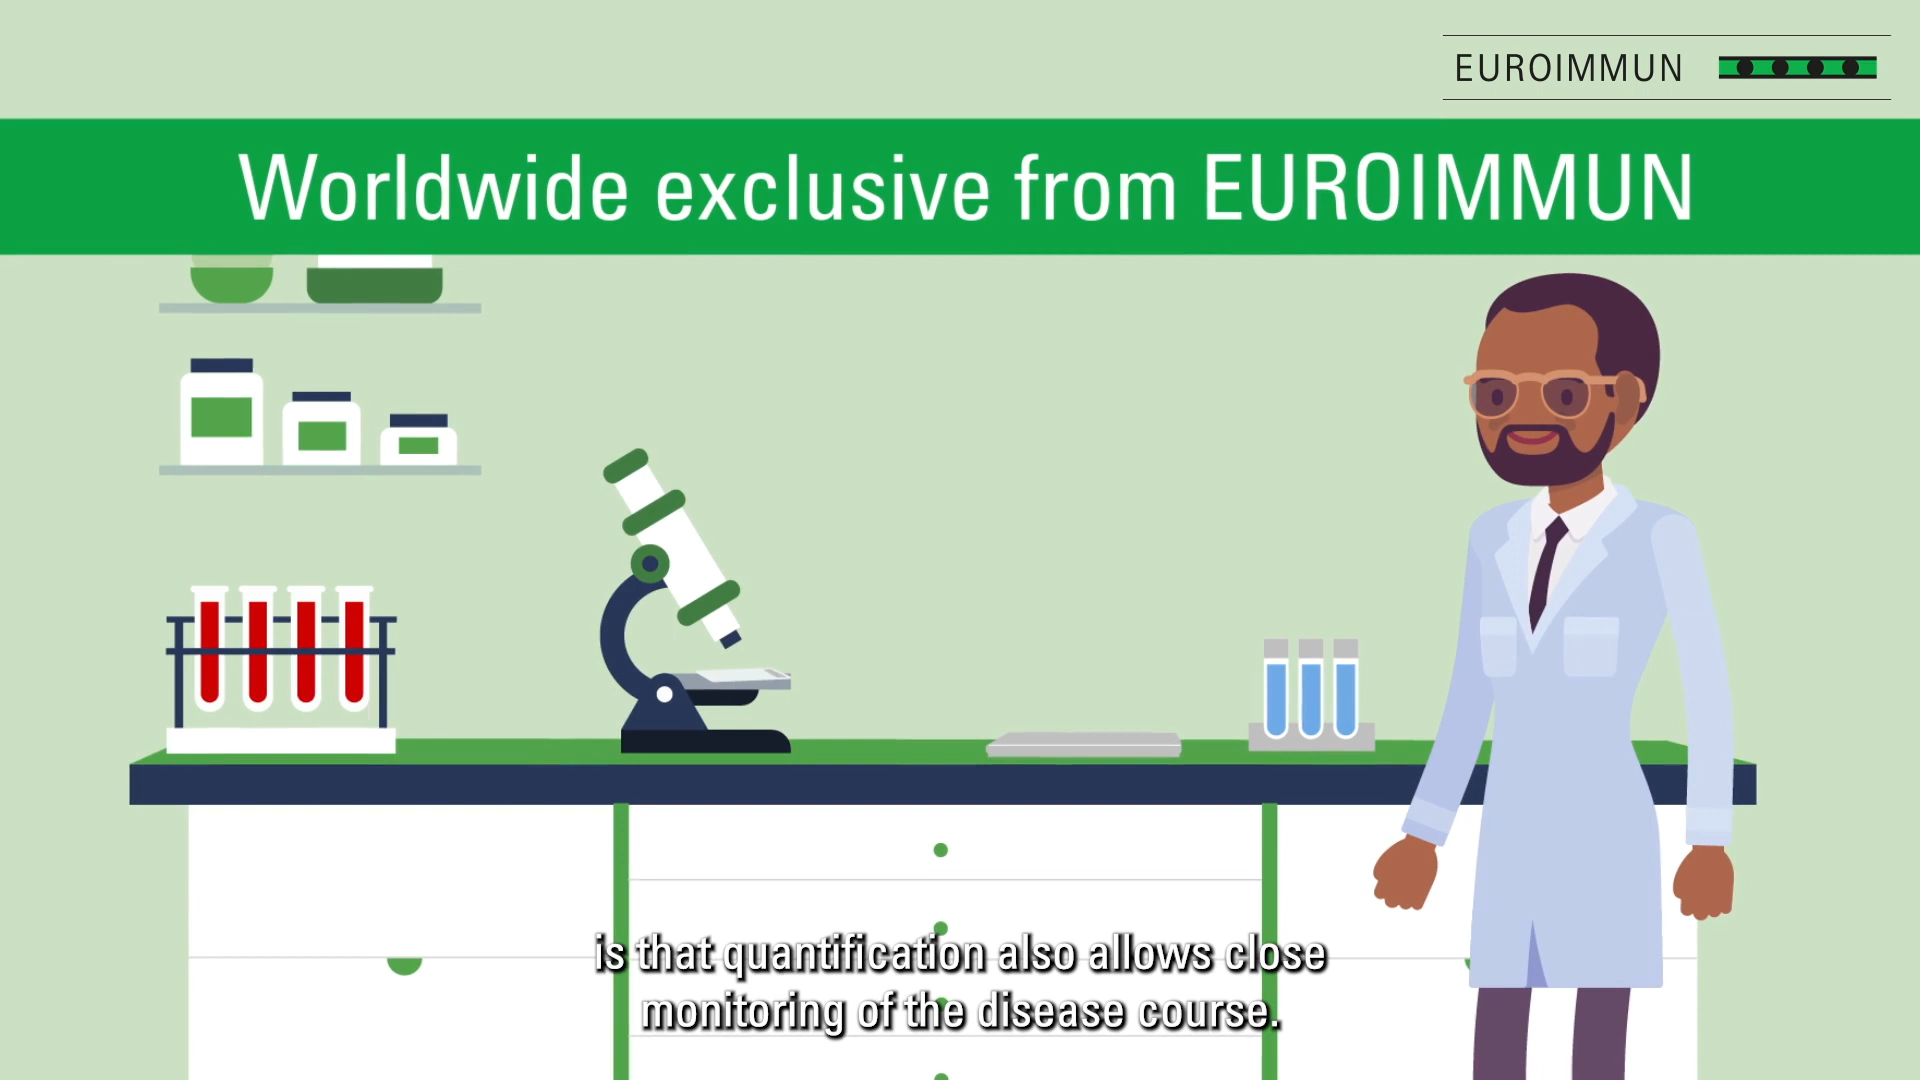 EUROIMMUN
Worldwide exclusive from EUROIMMUN
is that quantification also allows close
monitoring of the disease course.